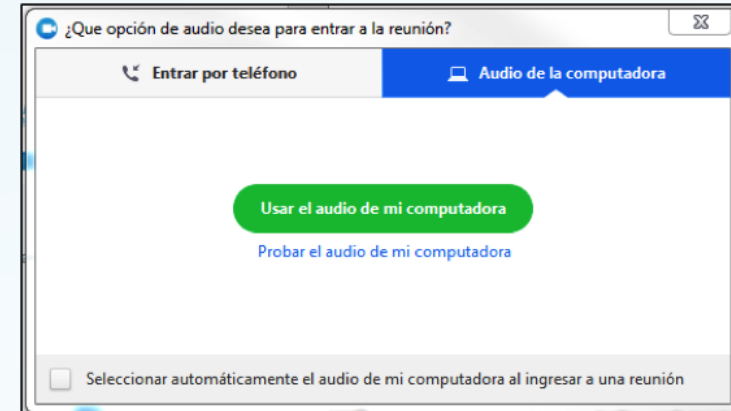 ¿Que opción de audio desea para entrar a la reunión?
Entrar por teléfono
Audio de la computadora
Usar el audio de mi computadora
Probar el audio de mi computadora
Seleccionar automáticamente el audio de mi computadora al ingresar a una reunión